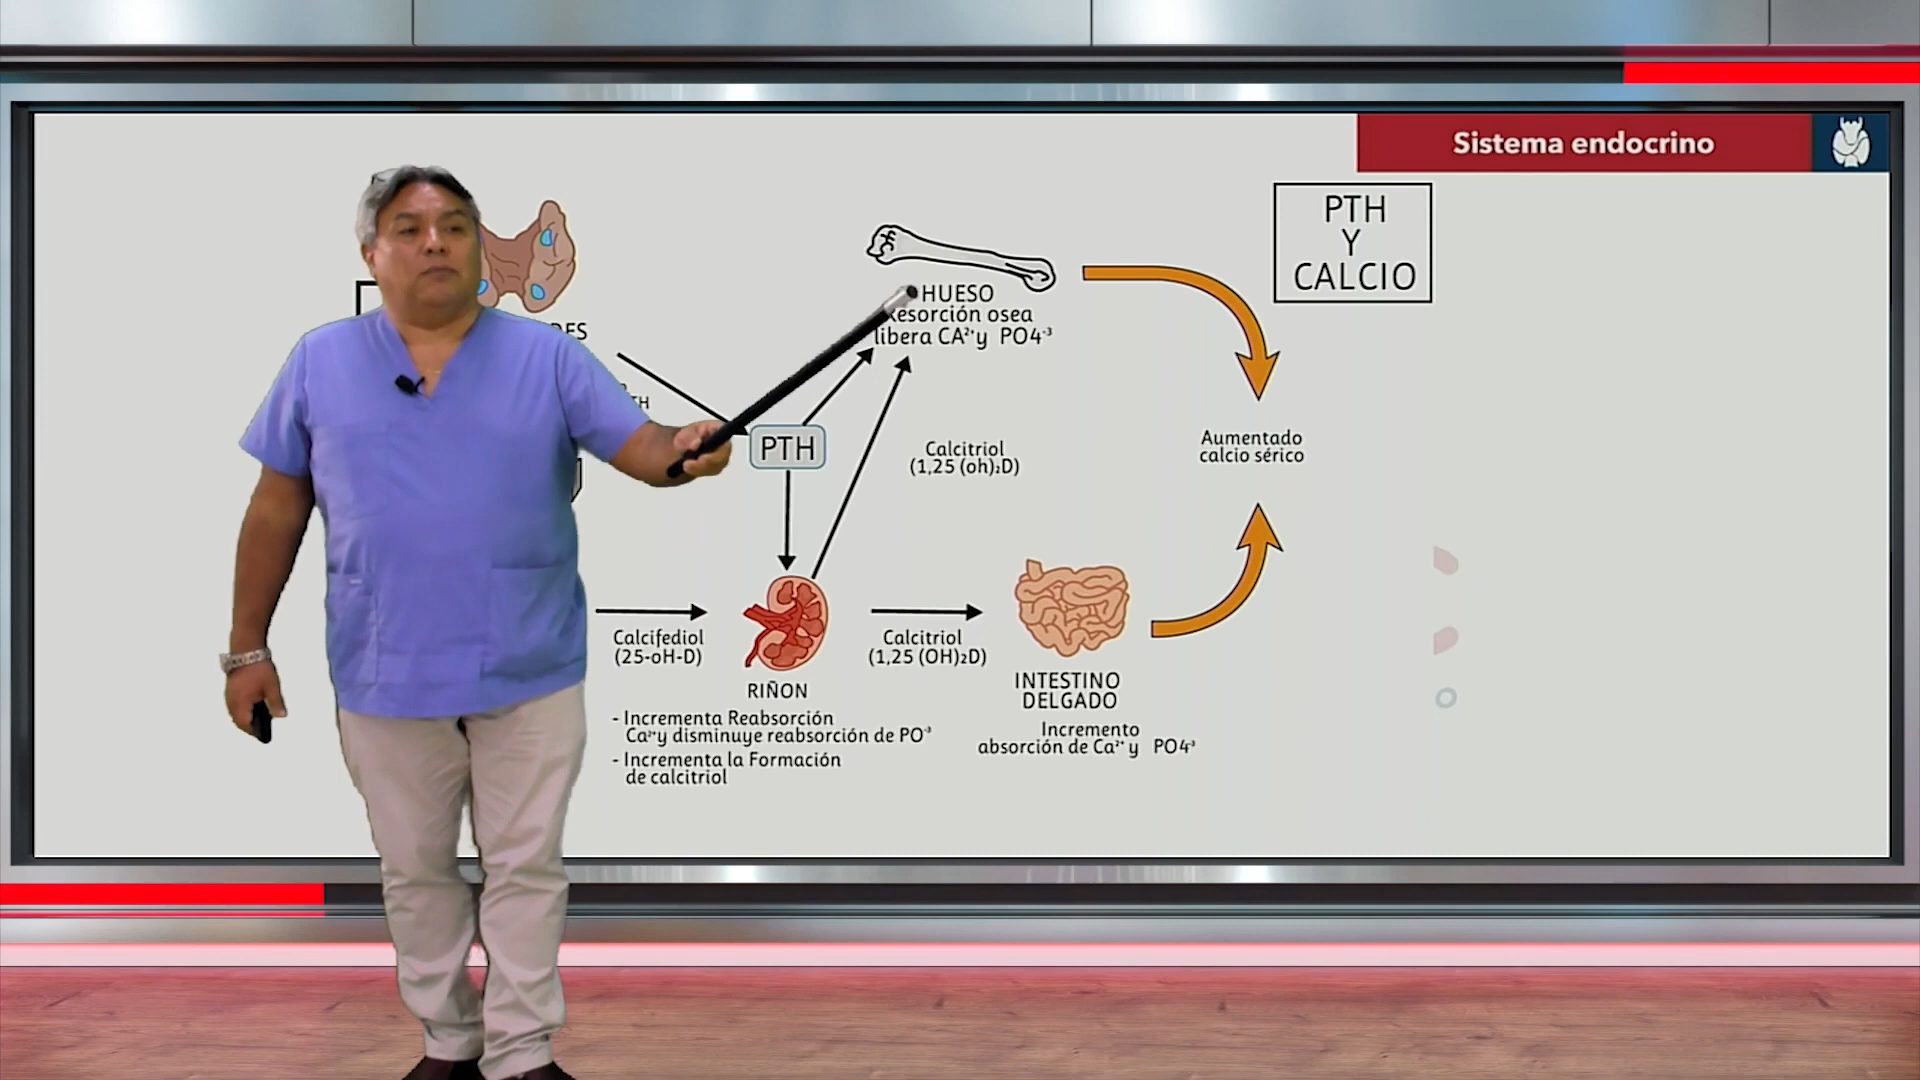 Sistema endocrino
PTH
Y
CALCIO
HUESO
Resorción osea
libera CA²⁺y PO4⁻³
PTH
Calcitriol
(1,25 (oh)₂D)
Aumentado
calcio sérico
Calcifediol
(25-oH-D)
Calcitriol
(1,25 (OH)₂D)
RIÑON
- Incrementa Reabsorción
Ca²⁺y disminuye reabsorción de PO⁻³
- Incrementa la Formación
de calcitriol
INTESTINO
DELGADO
Incremento
absorción de Ca²⁺ y PO4⁻³